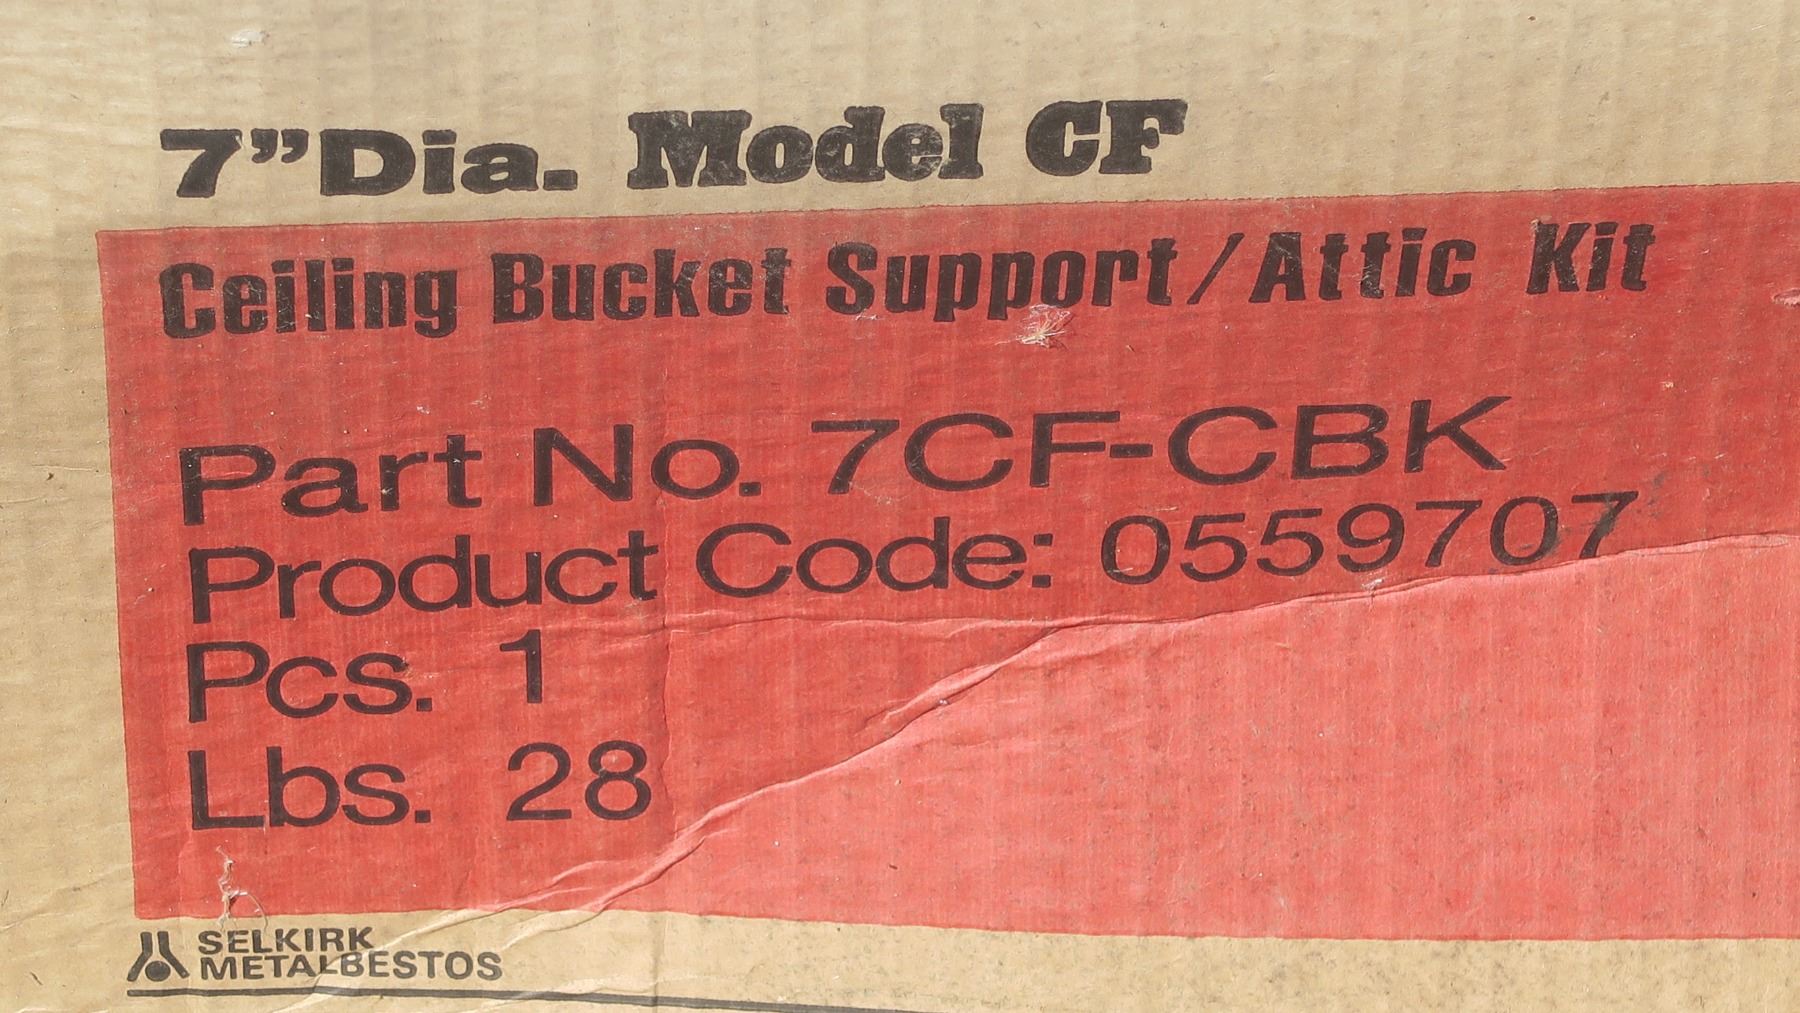 7” Dia. Model CF
Ceiling Bucket Support/Attic Kit
Part No. 7CF-CBK
Product Code: 0559707
Pcs. 1
Lbs. 28
SELKIRK
METALBESTOS